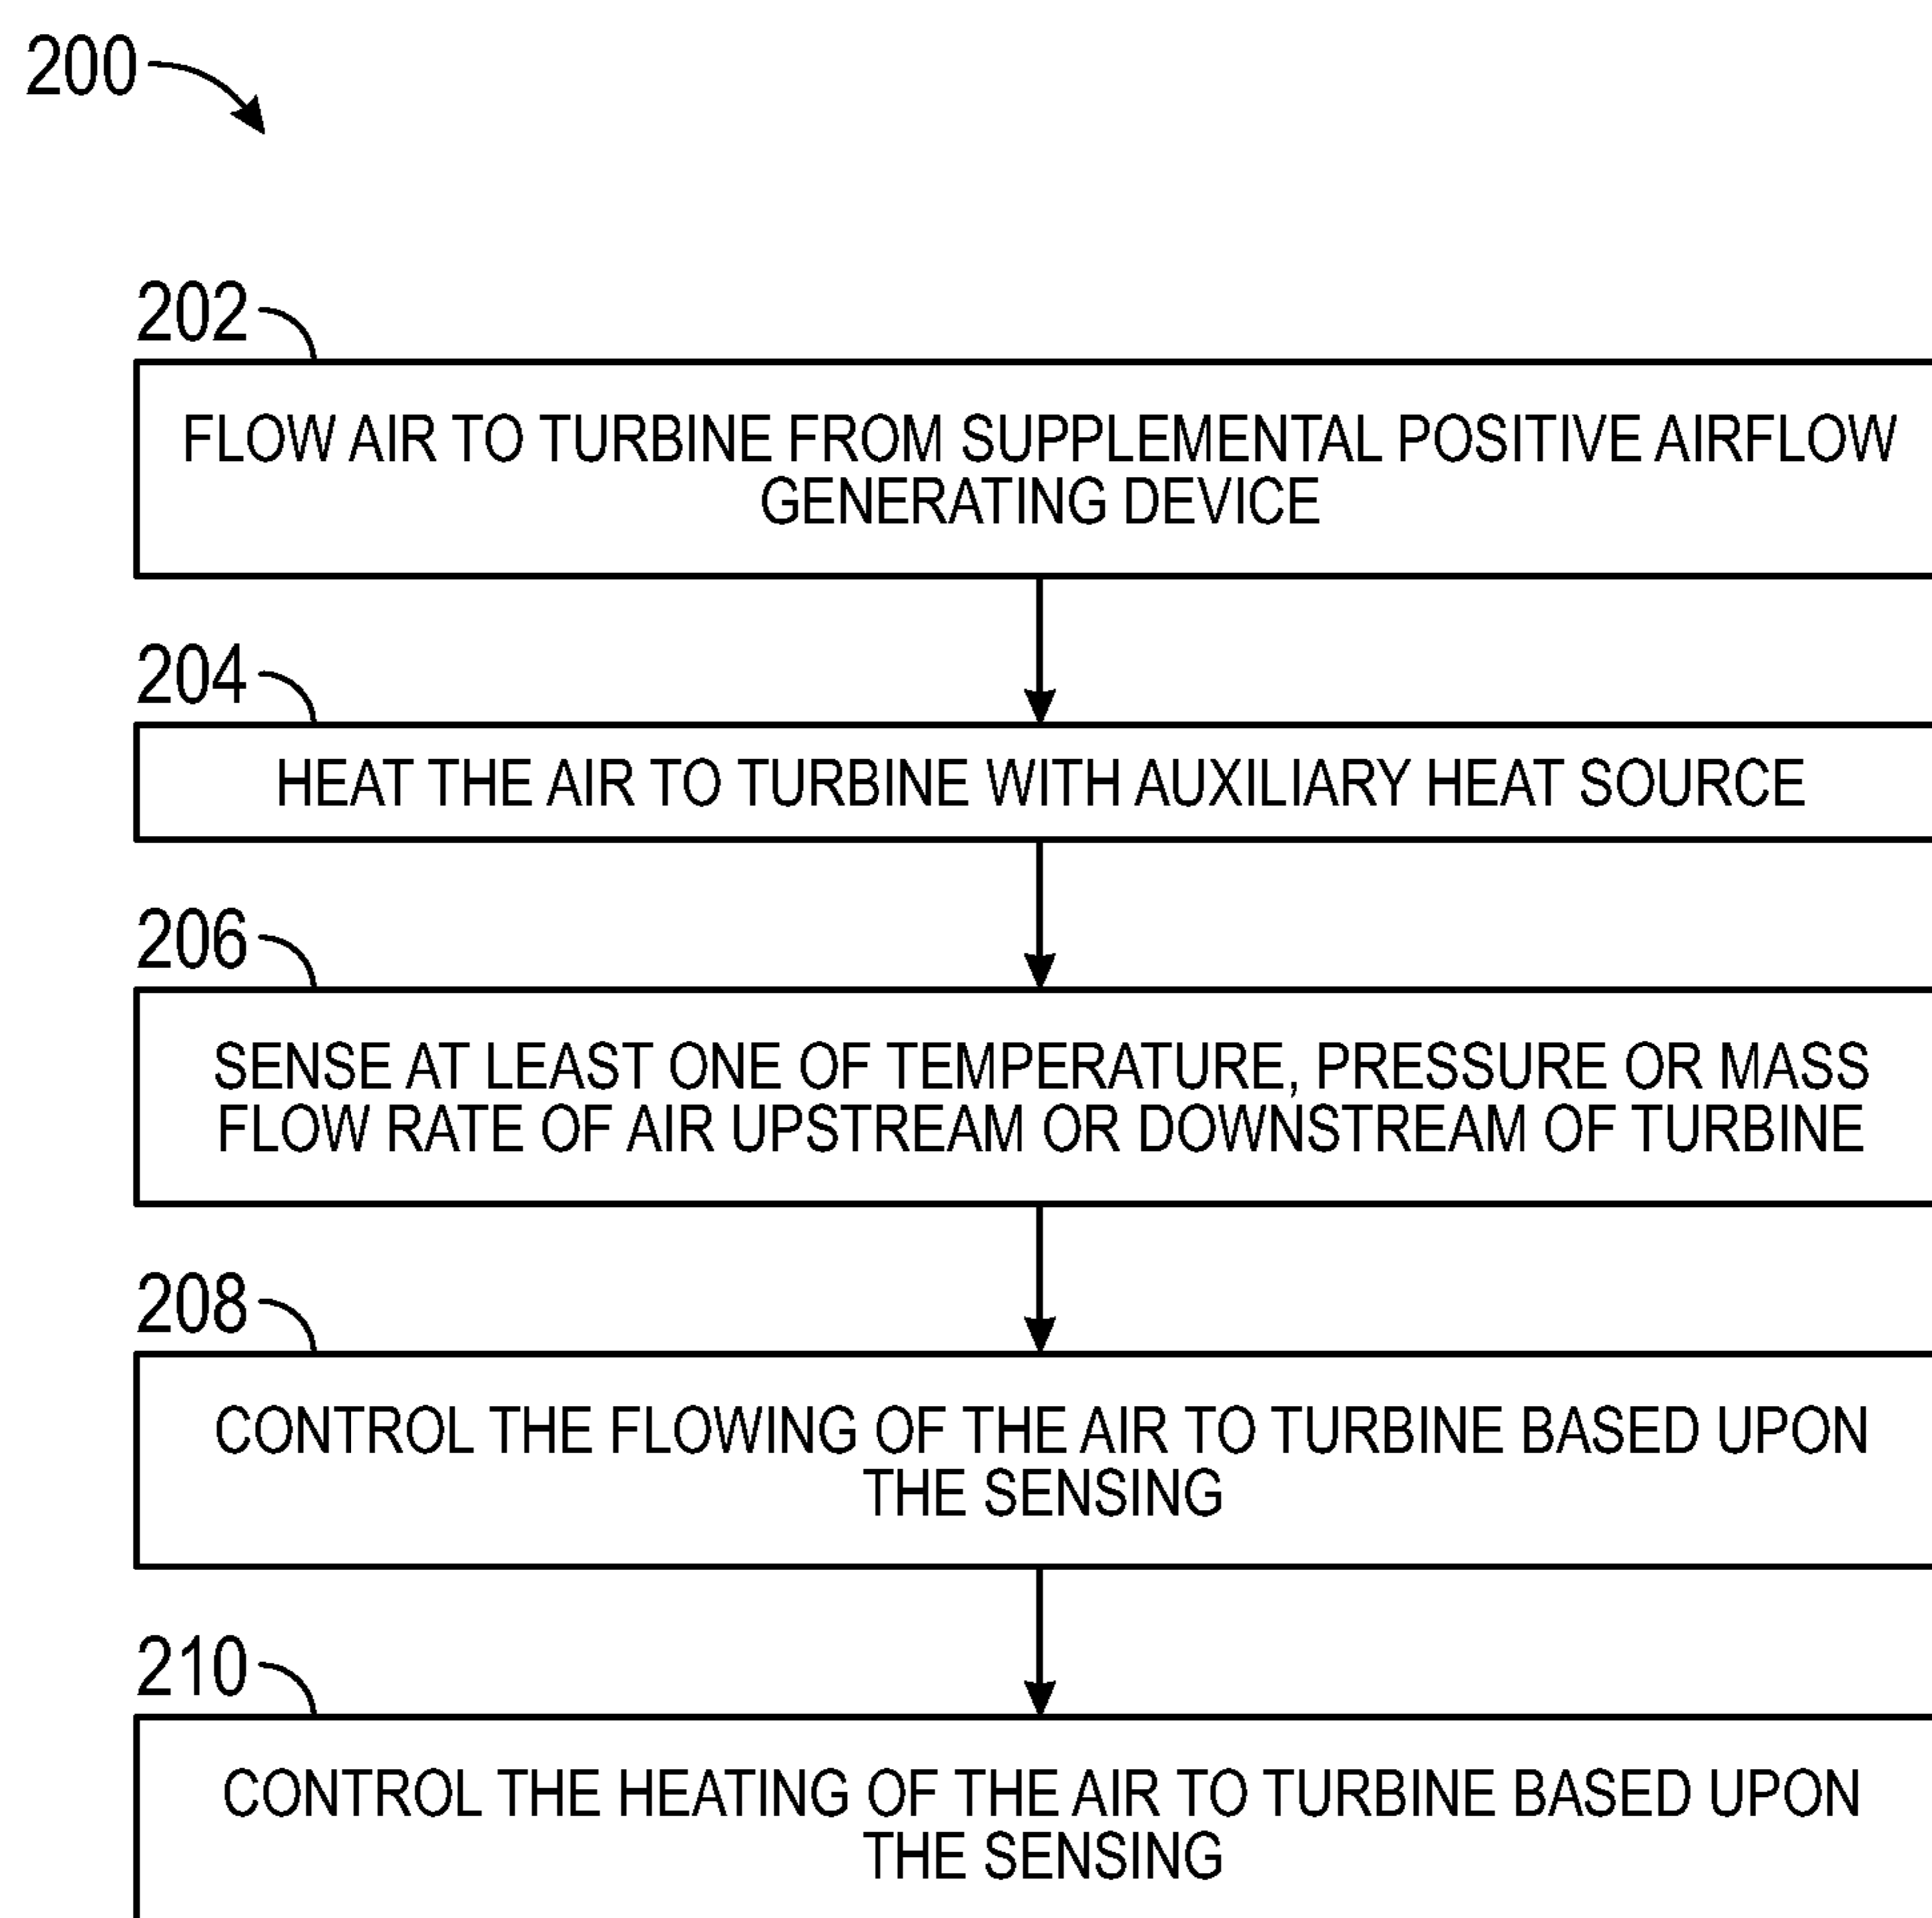 200
202
FLOW AIR TO TURBINE FROM SUPPLEMENTAL POSITIVE AIRFLOW
GENERATING DEVICE
204
HEAT THE AIR TO TURBINE WITH AUXILIARY HEAT SOURCE
206
SENSE AT LEAST ONE OF TEMPERATURE, PRESSURE OR MASS
FLOW RATE OF AIR UPSTREAM OR DOWNSTREAM OF TURBINE
208
CONTROL THE FLOWING OF THE AIR TO TURBINE BASED UPON
THE SENSING
210
CONTROL THE HEATING OF THE AIR TO TURBINE BASED UPON
THE SENSING